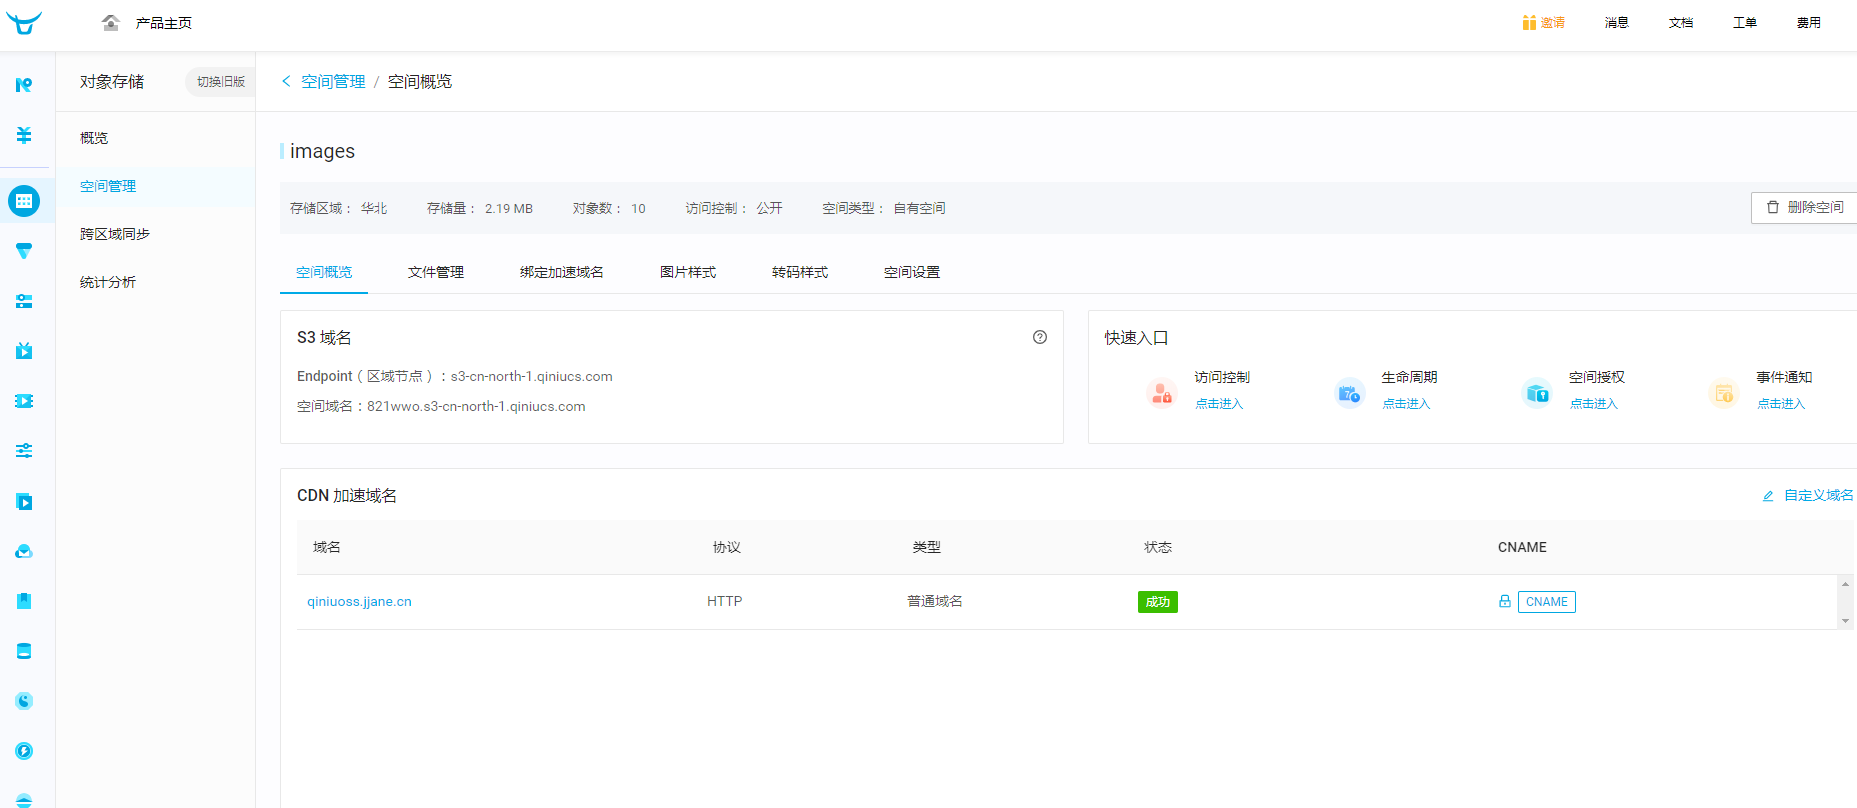 产品主页
邀请
消息
文档
工单
费用
对象存储
切换旧版
空间管理 / 空间概览
概览
空间管理
跨区域同步
统计分析
images
存储区域： 华北
存储量： 2.19 MB
对象数： 10
访问控制： 公开
空间类型： 自有空间
删除空间
空间概览
文件管理
绑定加速域名
图片样式
转码样式
空间设置
S3 域名
Endpoint（区域节点）：s3-cn-north-1.qiniucs.com
空间域名：821wwo.s3-cn-north-1.qiniucs.com
快速入口
访问控制
点击进入
生命周期
点击进入
空间授权
点击进入
事件通知
点击进入
CDN 加速域名
自定义域名
域名
协议
类型
状态
CNAME
qiniuoss.jjane.cn
HTTP
普通域名
成功
CNAME